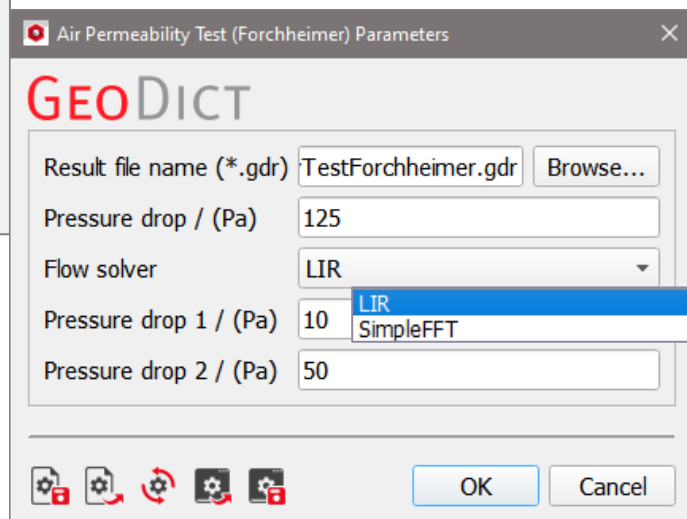 Air Permeability Test (Forchheimer) Parameters
GEODICT
Result file name (*.gdr) TestForchheimer.gdr Browse...
Pressure drop / (Pa) 125
Flow solver LIR
LIR
Pressure drop 1 / (Pa) 10 SimpleFFT
Pressure drop 2 / (Pa) 50
OK Cancel